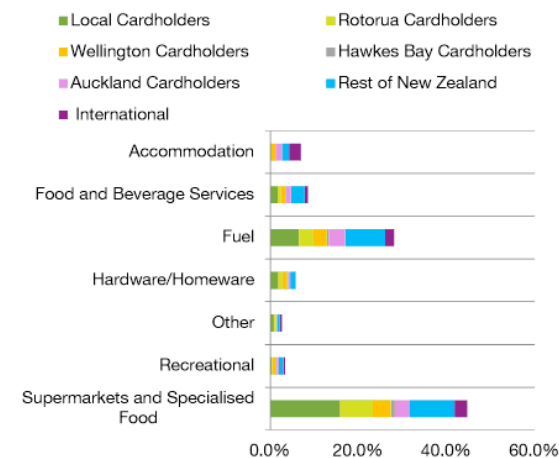 Local Cardholders
Rotorua Cardholders
Wellington Cardholders
Hawkes Bay Cardholders
Auckland Cardholders
Rest of New Zealand
International
Accommodation
Food and Beverage Services
Fuel
Hardware/Homeware
Other
Recreational
Supermarkets and Specialised
Food
0.0% 20.0% 40.0% 60.0%